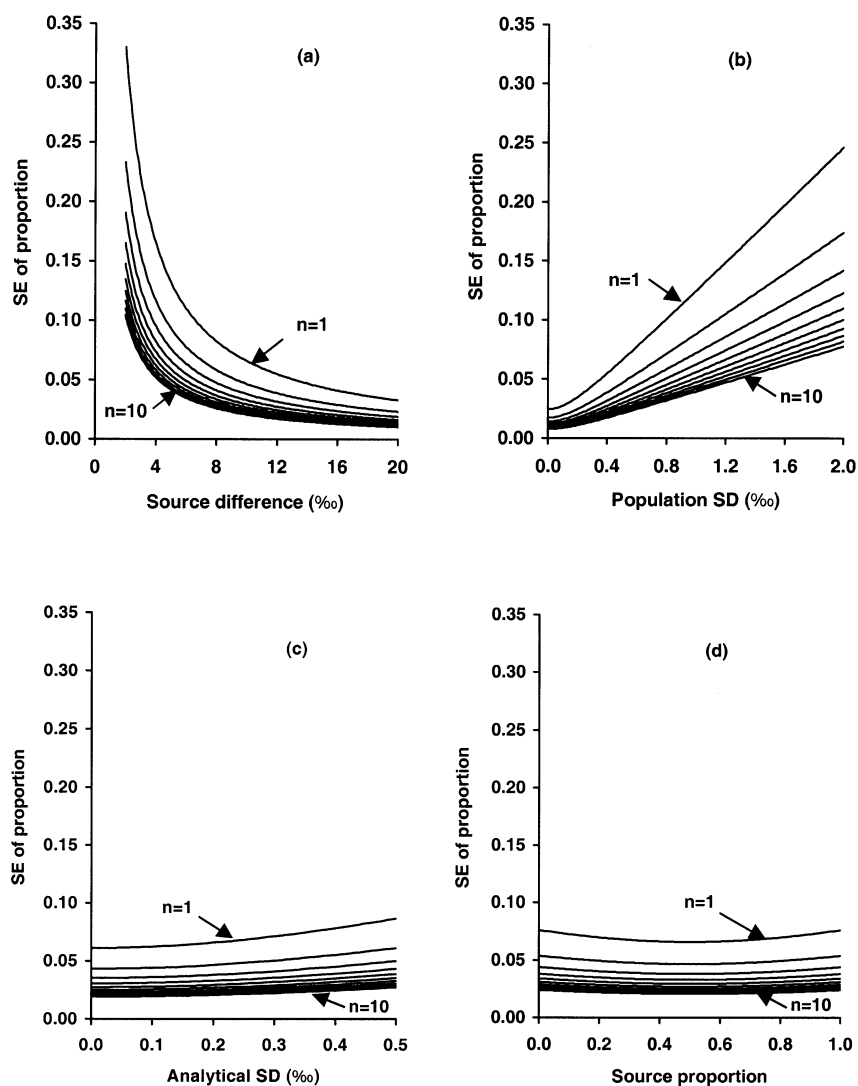 (a)
SE of proportion
0.35
0.30
0.25
0.20
0.15
0.10
0.05
0.00
n=1
n=10
0 4 8 12 16 20
Source difference (‰)
(b)
SE of proportion
0.35
0.30
0.25
0.20
0.15
0.10
0.05
0.00
n=1
n=10
0.0 0.4 0.8 1.2 1.6 2.0
Population SD (‰)
(c)
SE of proportion
0.35
0.30
0.25
0.20
0.15
0.10
0.05
0.00
n=1
n=10
0.0 0.1 0.2 0.3 0.4 0.5
Analytical SD (‰)
(d)
SE of proportion
0.35
0.30
0.25
0.20
0.15
0.10
0.05
0.00
n=1
n=10
0.0 0.2 0.4 0.6 0.8 1.0
Source proportion